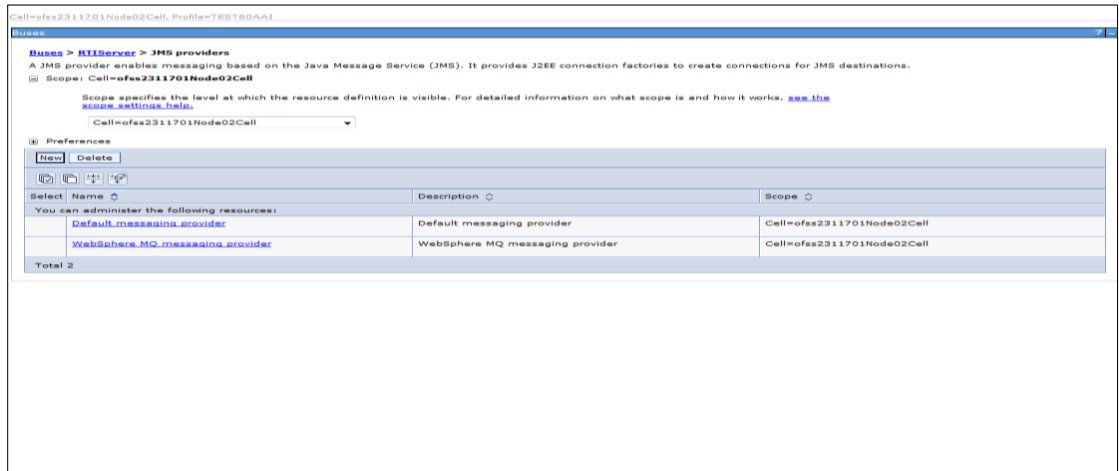 Cell=ofss2311701Node02Cell, Profile=TEST80AAI
Buses ? -
Buses > RTIServer > JMS providers
A JMS provider enables messaging based on the Java Message Service (JMS). It provides J2EE connection factories to create connections for JMS destinations.
Scope: Cell=ofss2311701Node02Cell
Scope specifies the level at which the resource definition is visible. For detailed information on what scope is and how it works, see the
scope settings help.
Cell=ofss2311701Node02Cell
Preferences
New Delete
Select Name Description Scope
You can administer the following resources:
Default messaging provider Default messaging provider Cell=ofss2311701Node02Cell
WebSphere MQ messaging provider WebSphere MQ messaging provider Cell=ofss2311701Node02Cell
Total 2